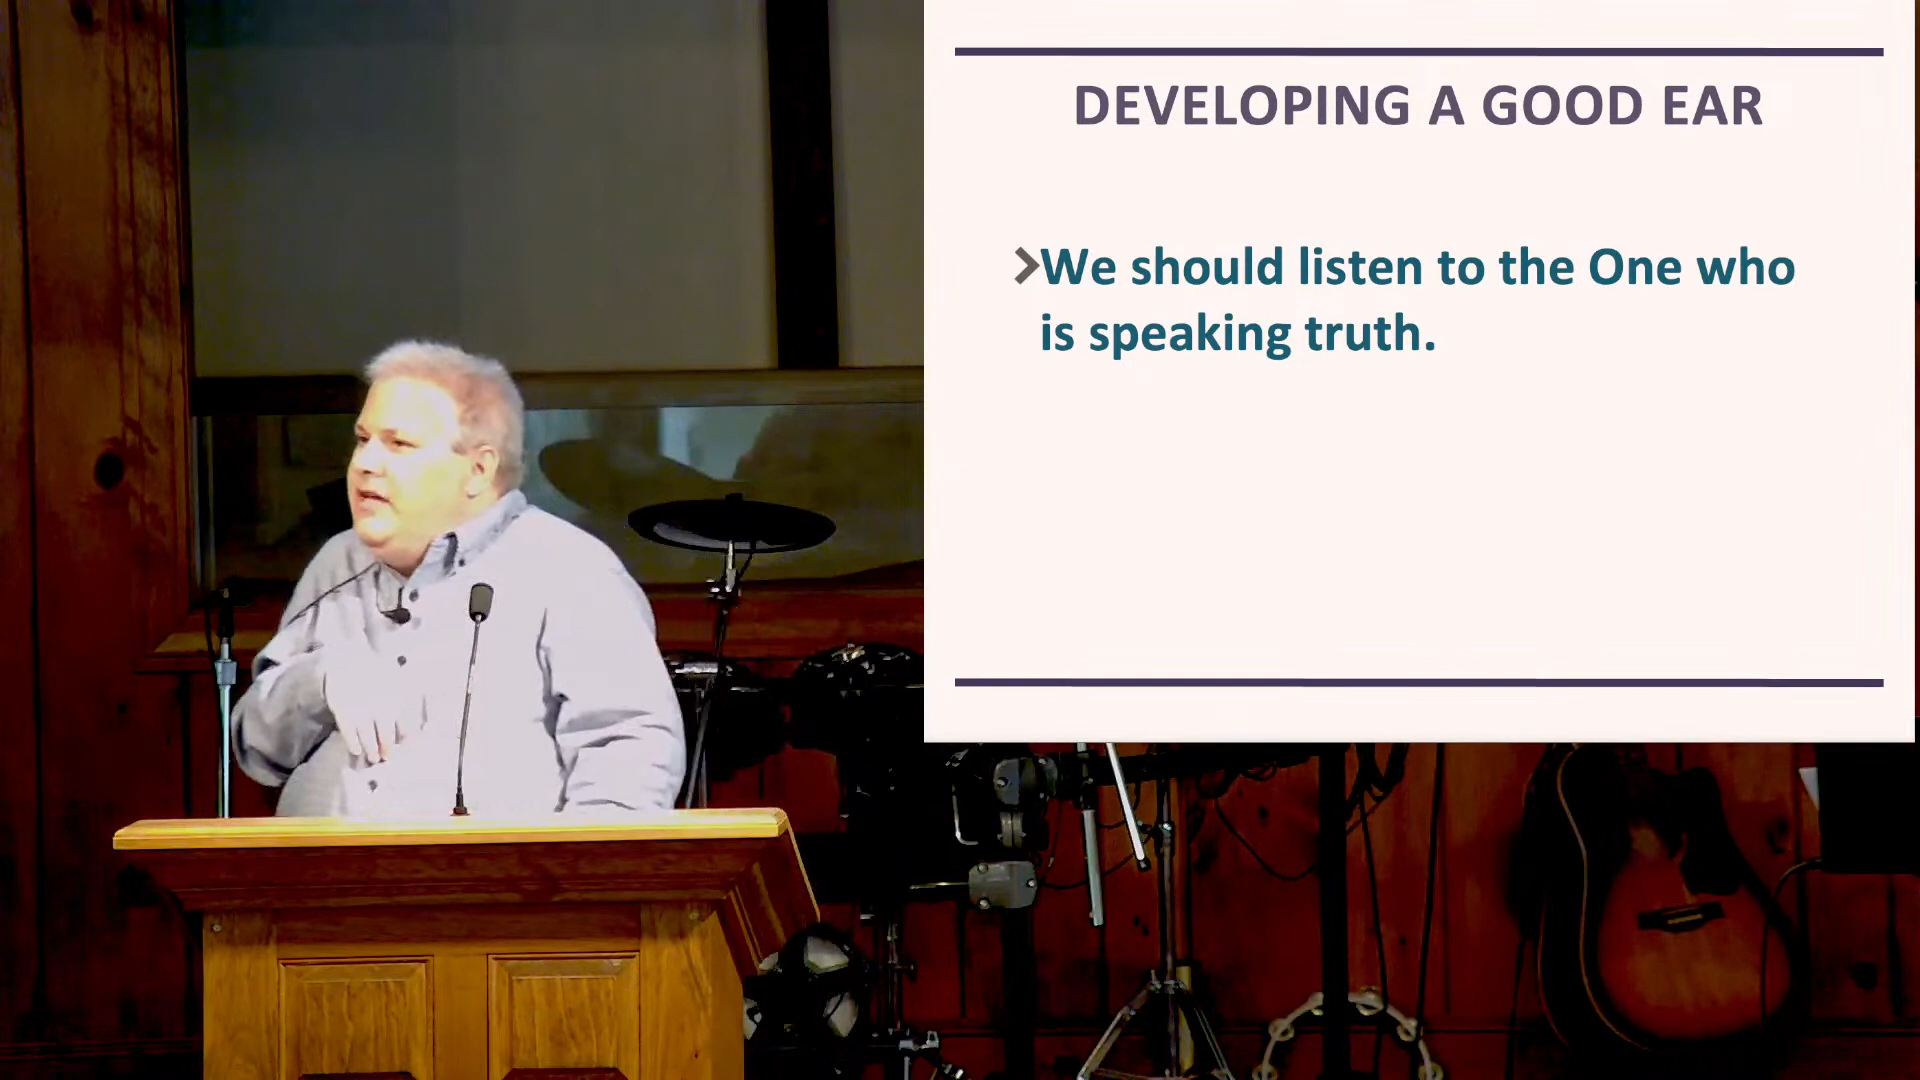 DEVELOPING A GOOD EAR
We should listen to the One who
is speaking truth.